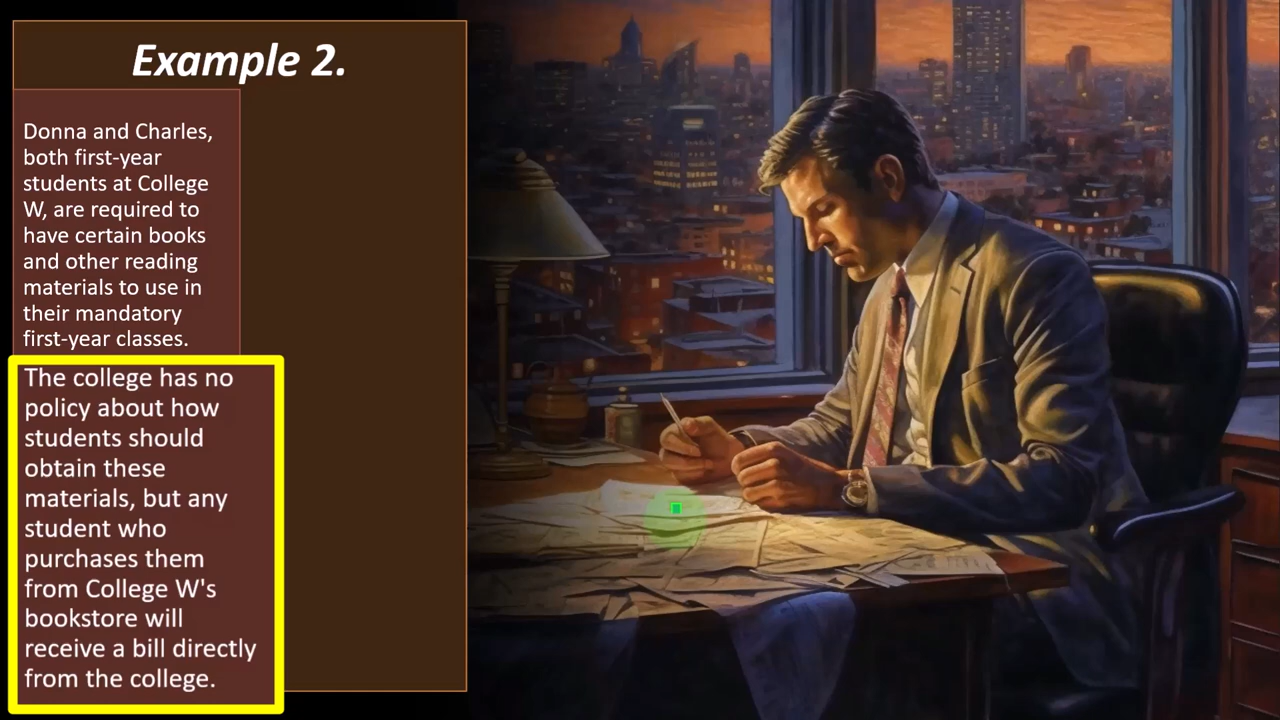 Example 2.
Donna and Charles,
both first-year
students at College
W, are required to
have certain books
and other reading
materials to use in
their mandatory
first-year classes.
The college has no
policy about how
students should
obtain these
materials, but any
student who
purchases them
from College W's
bookstore will
receive a bill directly
from the college.